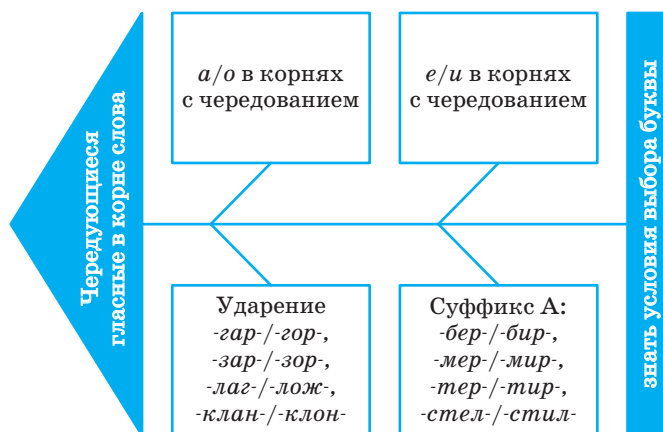 Чередующиеся
гласные в корне слова
а/о в корнях
с чередованием
е/и в корнях
с чередованием
Ударение
-гар-/-гор-,
-зар-/-зор-,
-лаг-/-лож-,
-клан-/-клон-
Суффикс А:
-бер-/-бир-,
-мер-/-мир-,
-тер-/-тир-,
-стел-/-стил-
знать условия выбора буквы